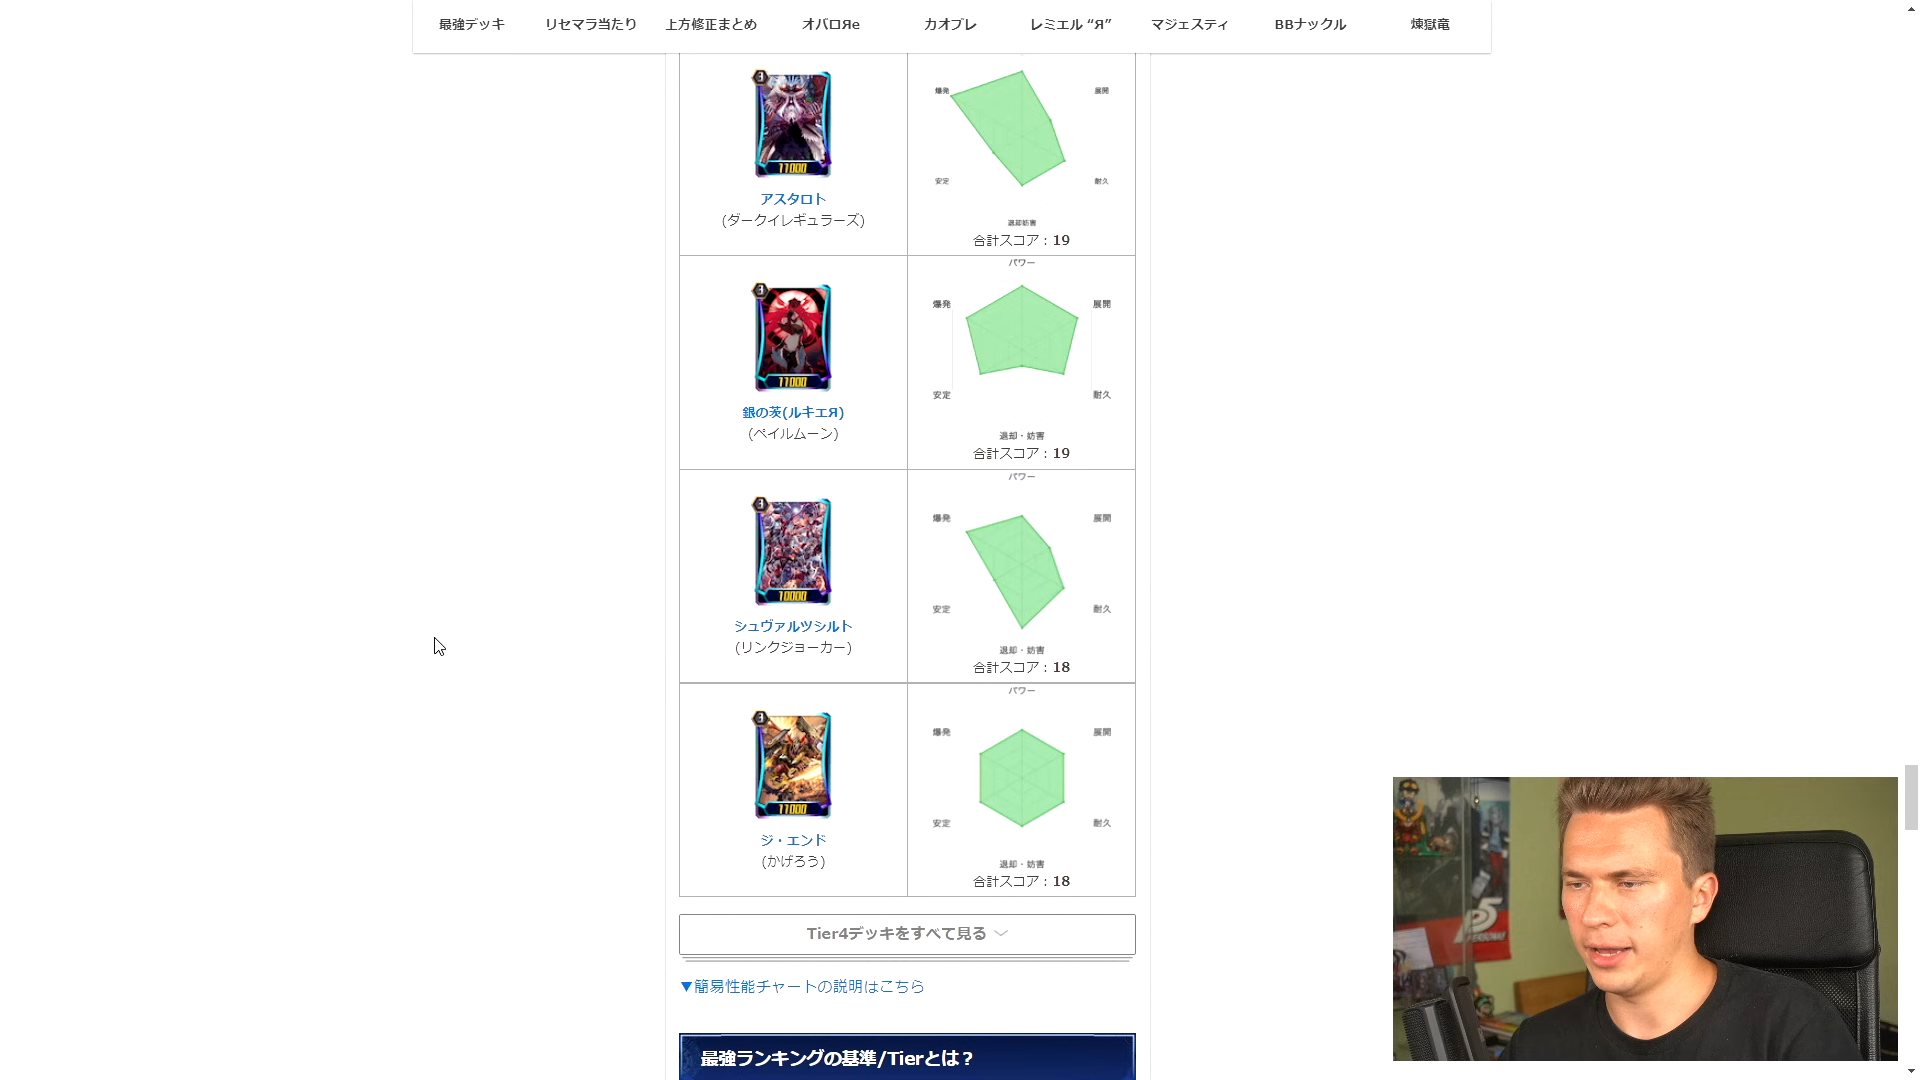 最強デッキ リセマラ当たり 上方修正まとめ オバロЯe カオブレ レミエル “Я” マジェスティ BBナックル 煉獄竜
3
11000
アスタロト
(ダークイレギュラーズ)
爆発 展開
安定 耐久
退却妨害
合計スコア : 19
3
11000
銀の茨(ルキエЯ)
(ペイルムーン)
パワー
爆発 展開
安定 耐久
退却・妨害
合計スコア : 19
3
10000
シュヴァルツシルト
(リンクジョーカー)
パワー
爆発 展開
安定 耐久
退却・妨害
合計スコア : 18
3
11000
ジ・エンド
(かげろう)
パワー
爆発 展開
安定 耐久
退却・妨害
合計スコア : 18
Tier4デッキをすべて見る
▼簡易性能チャートの説明はこちら
最強ランキングの基準/Tierとは？
P5